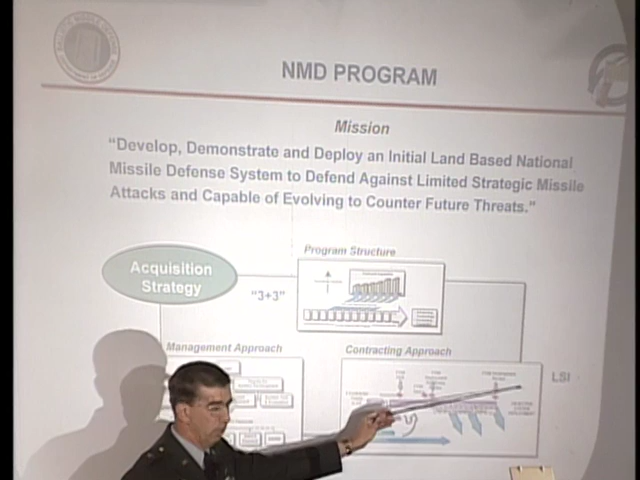 NMD PROGRAM
Mission
"Develop, Demonstrate and Deploy an Initial Land Based National
Missile Defense System to Defend Against Limited Strategic Missile
Attacks and Capable of Evolving to Counter Future Threats."
Program Structure
Acquisition
Strategy
"3+3"
Management Approach
Contracting Approach
LSI